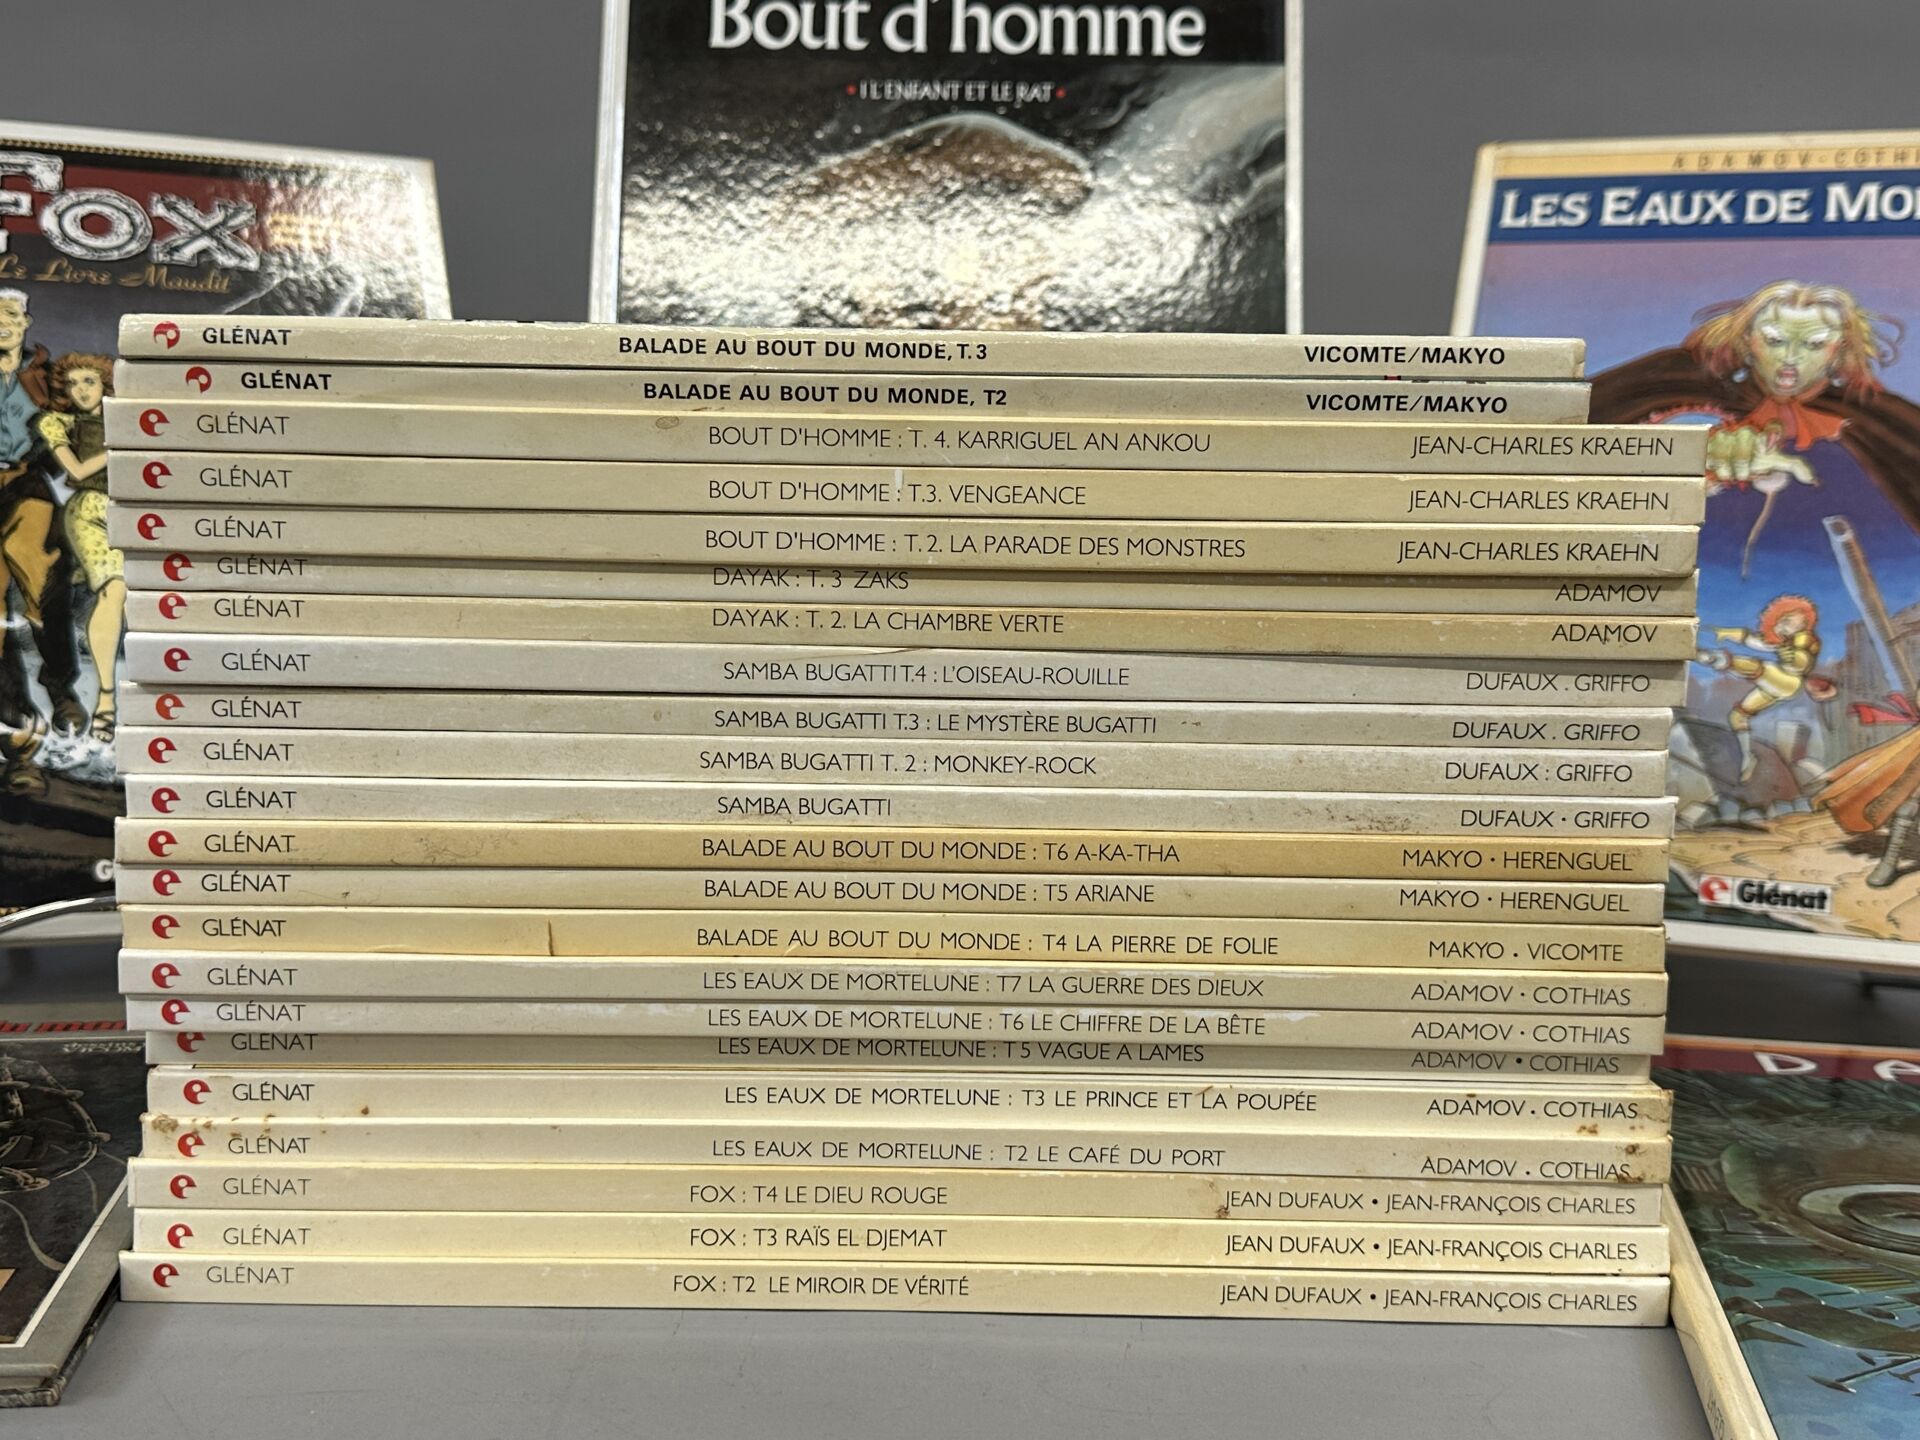 Bout d'homme
• 1 L'ENFANT ET LE RAT •
FOX
Le Livre Maudit
ADAMOV • COTHI
LES EAUX DE MO
GLÉNAT BALADE AU BOUT DU MONDE, T. 3 VICOMTE/MAKYO
GLÉNAT BALADE AU BOUT DU MONDE, T2 VICOMTE/MAKYO
GLÉNAT BOUT D'HOMME : T. 4. KARRIGUEL AN ANKOU JEAN-CHARLES KRAEHN
GLÉNAT BOUT D'HOMME : T.3. VENGEANCE JEAN-CHARLES KRAEHN
GLÉNAT BOUT D'HOMME : T. 2. LA PARADE DES MONSTRES JEAN-CHARLES KRAEHN
GLÉNAT DAYAK : T. 3 ZAKS ADAMOV
GLÉNAT DAYAK : T. 2. LA CHAMBRE VERTE ADAMOV
GLÉNAT SAMBA BUGATTI T.4 : L'OISEAU-ROUILLE DUFAUX . GRIFFO
GLÉNAT SAMBA BUGATTI T.3 : LE MYSTÈRE BUGATTI DUFAUX . GRIFFO
GLÉNAT SAMBA BUGATTI T. 2 : MONKEY-ROCK DUFAUX : GRIFFO
GLÉNAT SAMBA BUGATTI DUFAUX • GRIFFO
GLÉNAT BALADE AU BOUT DU MONDE : T6 A-KA-THA MAKYO • HERENGUEL
GLÉNAT BALADE AU BOUT DU MONDE : T5 ARIANE MAKYO • HERENGUEL
GLÉNAT BALADE AU BOUT DU MONDE : T4 LA PIERRE DE FOLIE MAKYO . VICOMTE
GLÉNAT LES EAUX DE MORTELUNE : T7 LA GUERRE DES DIEUX ADAMOV • COTHIAS
GLÉNAT LES EAUX DE MORTELUNE : T6 LE CHIFFRE DE LA BÊTE ADAMOV • COTHIAS
GLENAT LES EAUX DE MORTELUNE : T5 VAGUE A LAMES ADAMOV • COTHIAS
GLÉNAT LES EAUX DE MORTELUNE : T3 LE PRINCE ET LA POUPÉE ADAMOV . COTHIAS
GLÉNAT LES EAUX DE MORTELUNE : T2 LE CAFÉ DU PORT ADAMOV . COTHIAS
GLÉNAT FOX : T4 LE DIEU ROUGE JEAN DUFAUX • JEAN-FRANÇOIS CHARLES
GLÉNAT FOX : T3 RAÏS EL DJEMAT JEAN DUFAUX • JEAN-FRANÇOIS CHARLES
GLÉNAT FOX : T2 LE MIROIR DE VÉRITÉ JEAN DUFAUX • JEAN-FRANÇOIS CHARLES
Glénat
G
D A